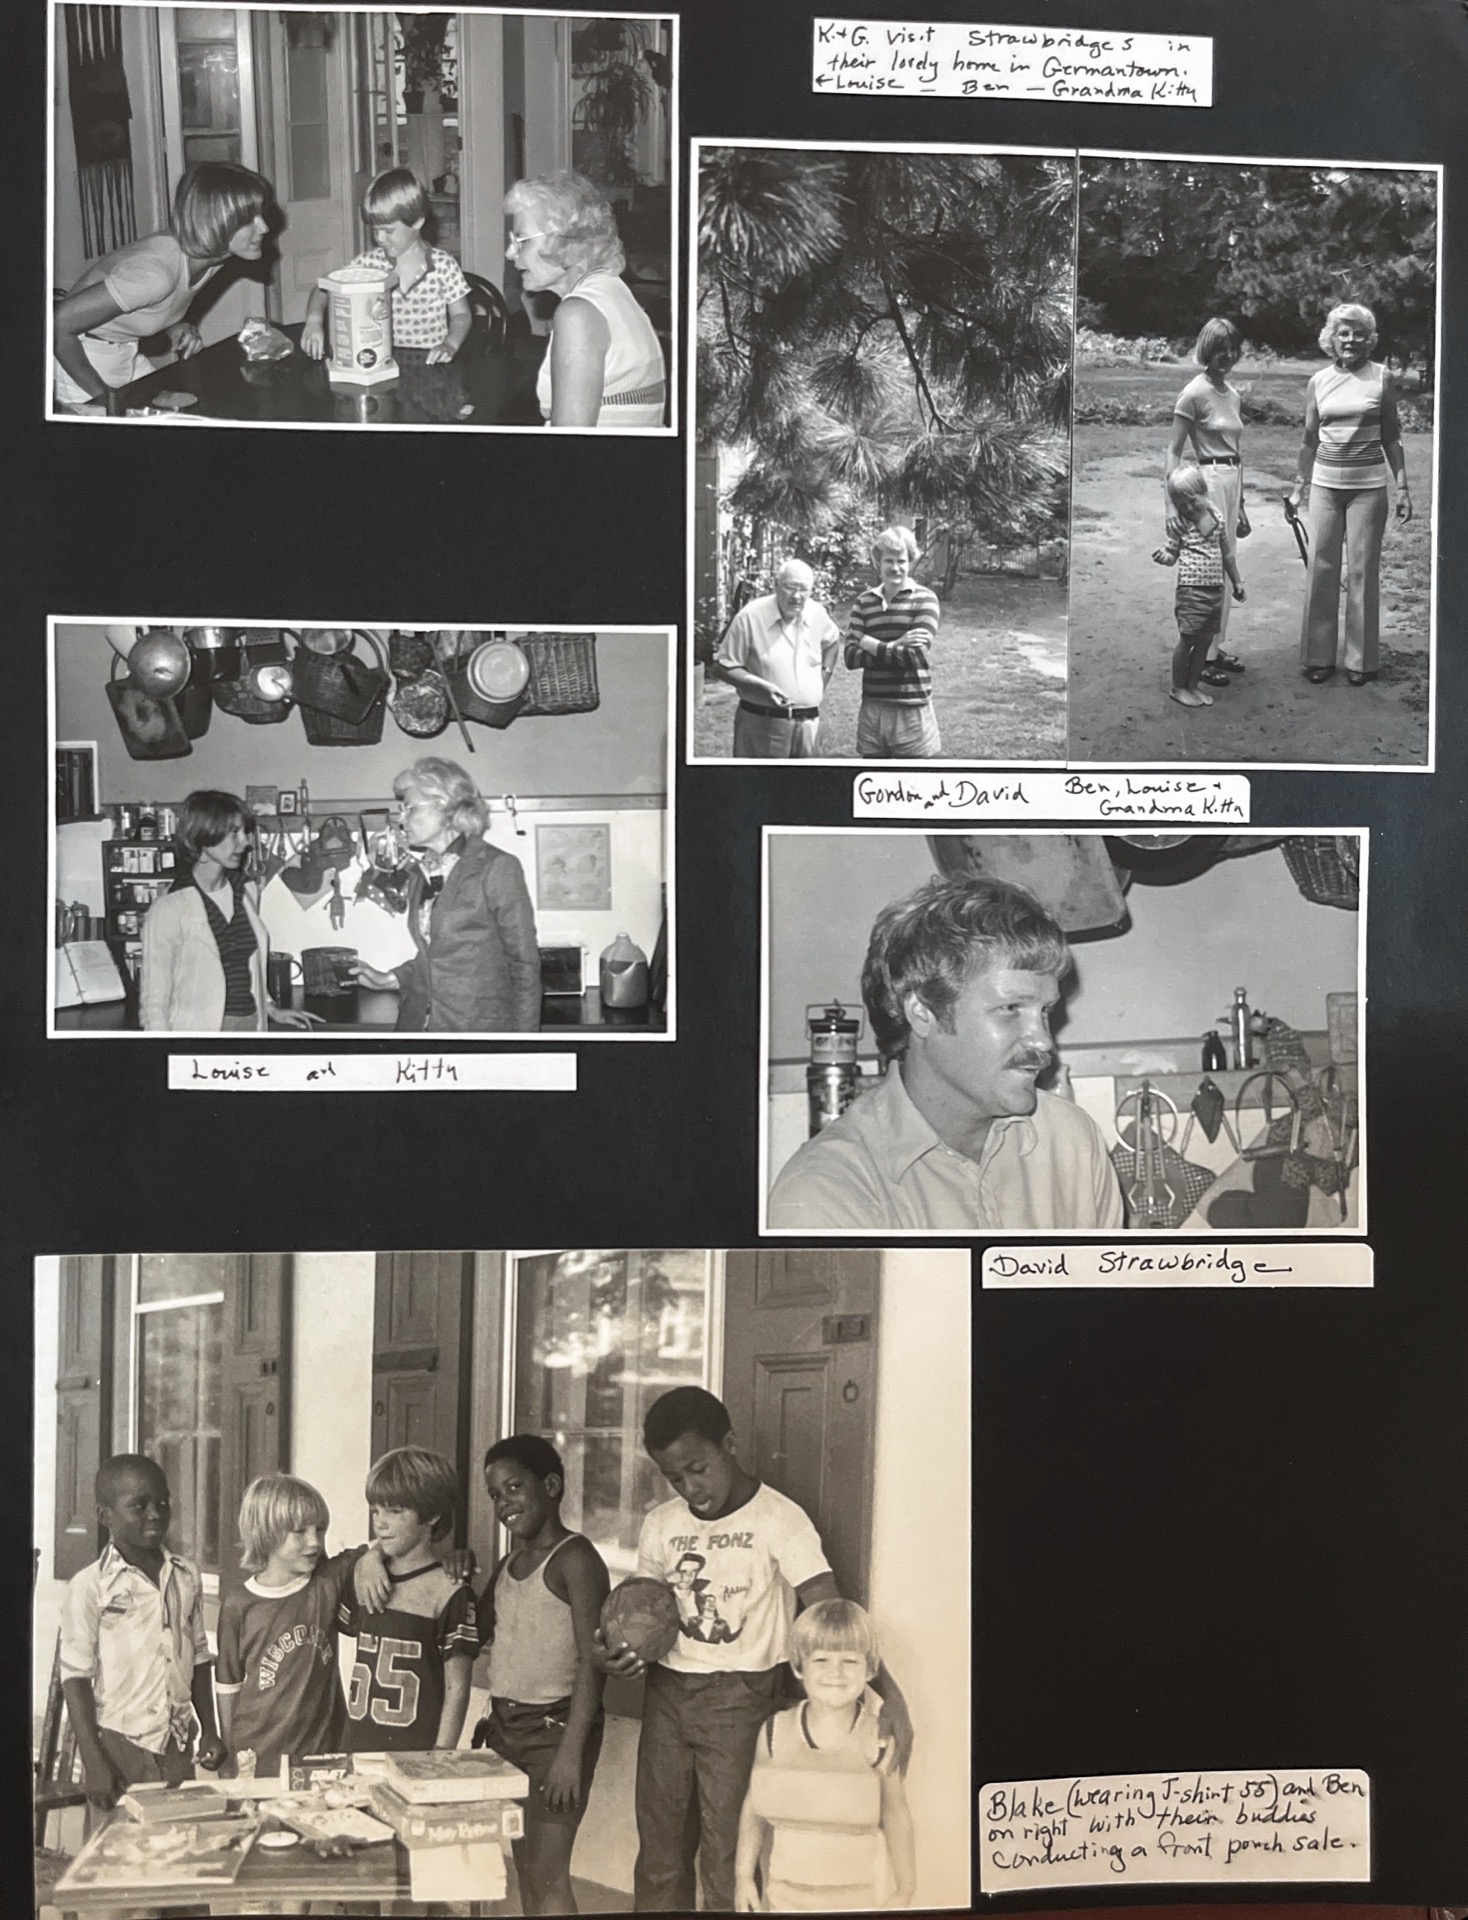 K.+G. visit Strawbridges in
their lovely home in Germantown.
←Louise – Ben – Grandma Kitty
Gordon and David
Ben, Louise +
Grandma Kitty
Louise and Kitty
David Strawbridge
THE FONZ
WISCON
55
Blake (wearing T-shirt 55) and Ben
on right with their buddies
conducting a front porch sale.